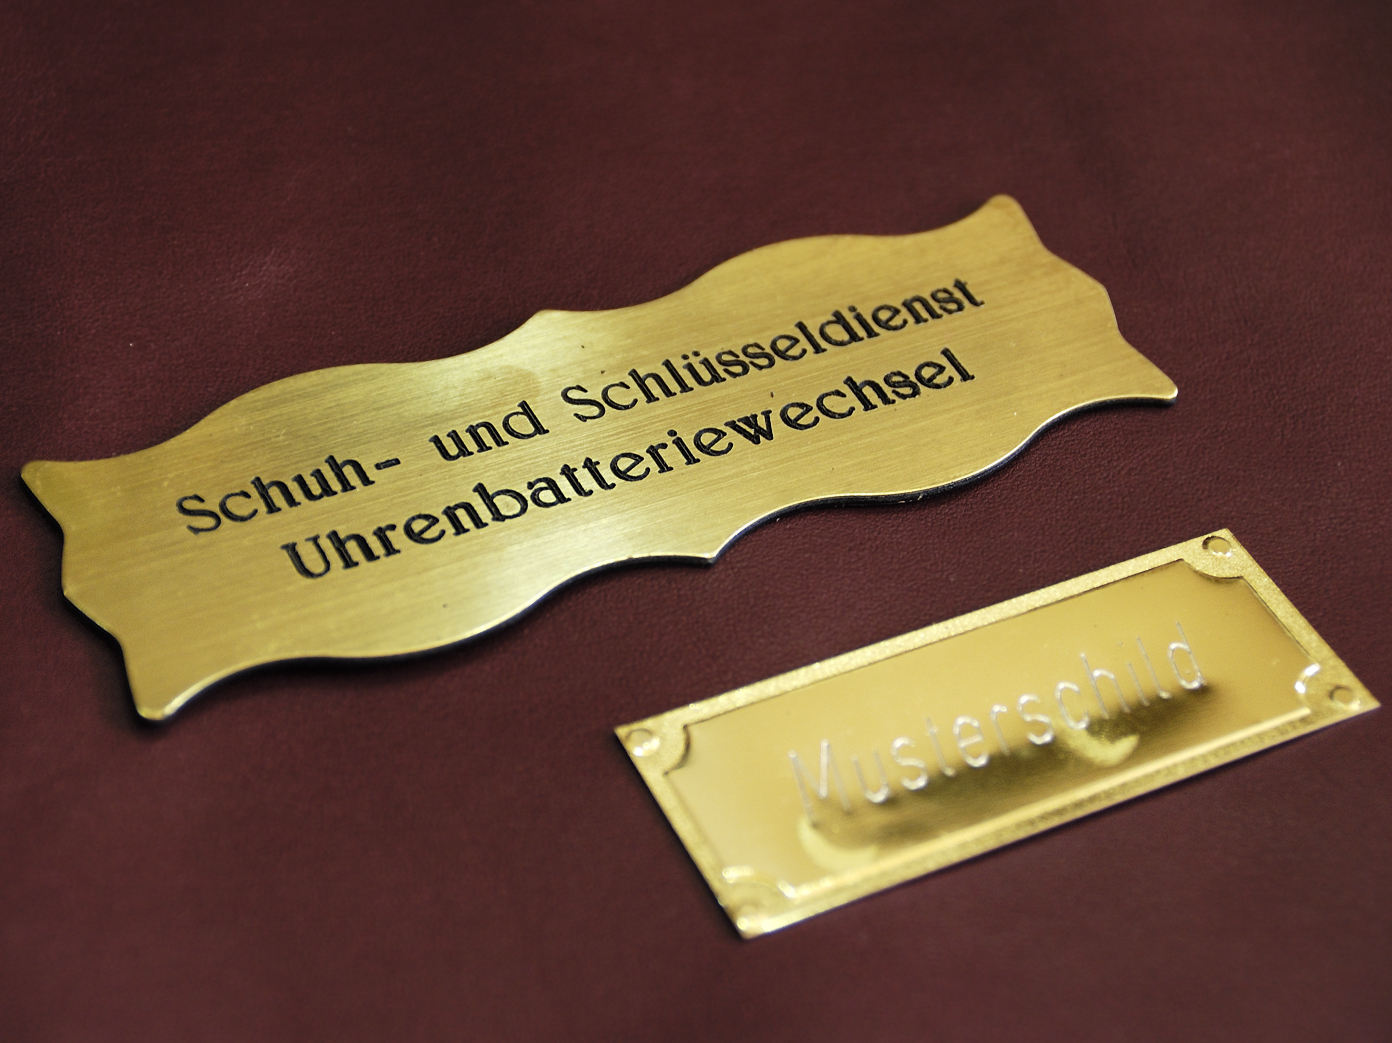 Schuh- und Schlüsseldienst
Uhrenbatteriewechsel
Musterschild